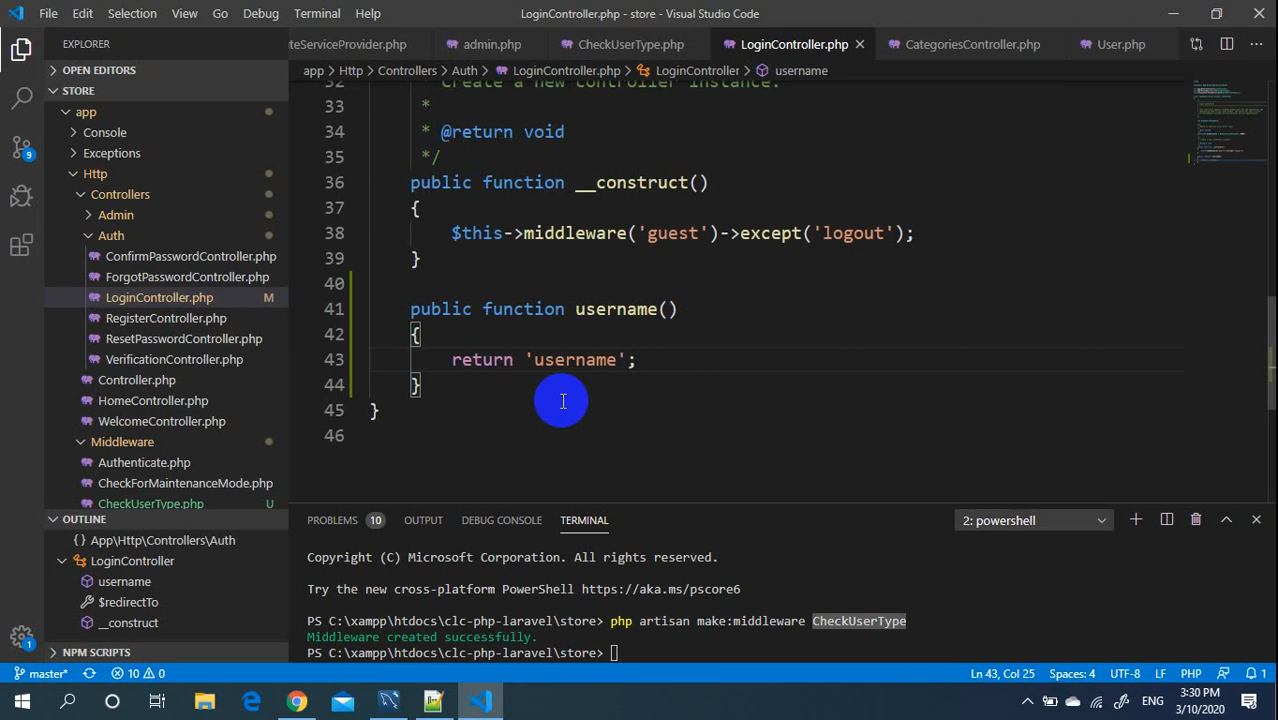 File Edit Selection View Go Debug Terminal Help LoginController.php - store - Visual Studio Code
EXPLORER
OPEN EDITORS
STORE
app
Console
Exceptions
Http
Controllers
Admin
Auth
ConfirmPasswordController.php
ForgotPasswordController.php
LoginController.php M
RegisterController.php
ResetPasswordController.php
VerificationController.php
Controller.php
HomeController.php
WelcomeController.php
Middleware
Authenticate.php
CheckForMaintenanceMode.php
CheckUserType.php U
OUTLINE
App\Http\Controllers\Auth
LoginController
username
$redirectTo
__construct
NPM SCRIPTS
9
1
teServiceProvider.php admin.php CheckUserType.php LoginController.php CategoriesController.php User.php
app > Http > Controllers > Auth > LoginController.php > LoginController > username
32 * Create a new controller instance.
33 *
34 * @return void
35 */
36 public function __construct()
37 {
38 $this->middleware('guest')->except('logout');
39 }
40
41 public function username()
42 {
43 return 'username';
44 }
45 }
46
PROBLEMS 10 OUTPUT DEBUG CONSOLE TERMINAL 2: powershell
Copyright (C) Microsoft Corporation. All rights reserved.
Try the new cross-platform PowerShell https://aka.ms/pscore6
PS C:\xampp\htdocs\clc-php-laravel\store> php artisan make:middleware CheckUserType
Middleware created successfully.
PS C:\xampp\htdocs\clc-php-laravel\store>
master* 10 0 Ln 43, Col 25 Spaces: 4 UTF-8 LF PHP 1
ENG 3:30 PM
3/10/2020